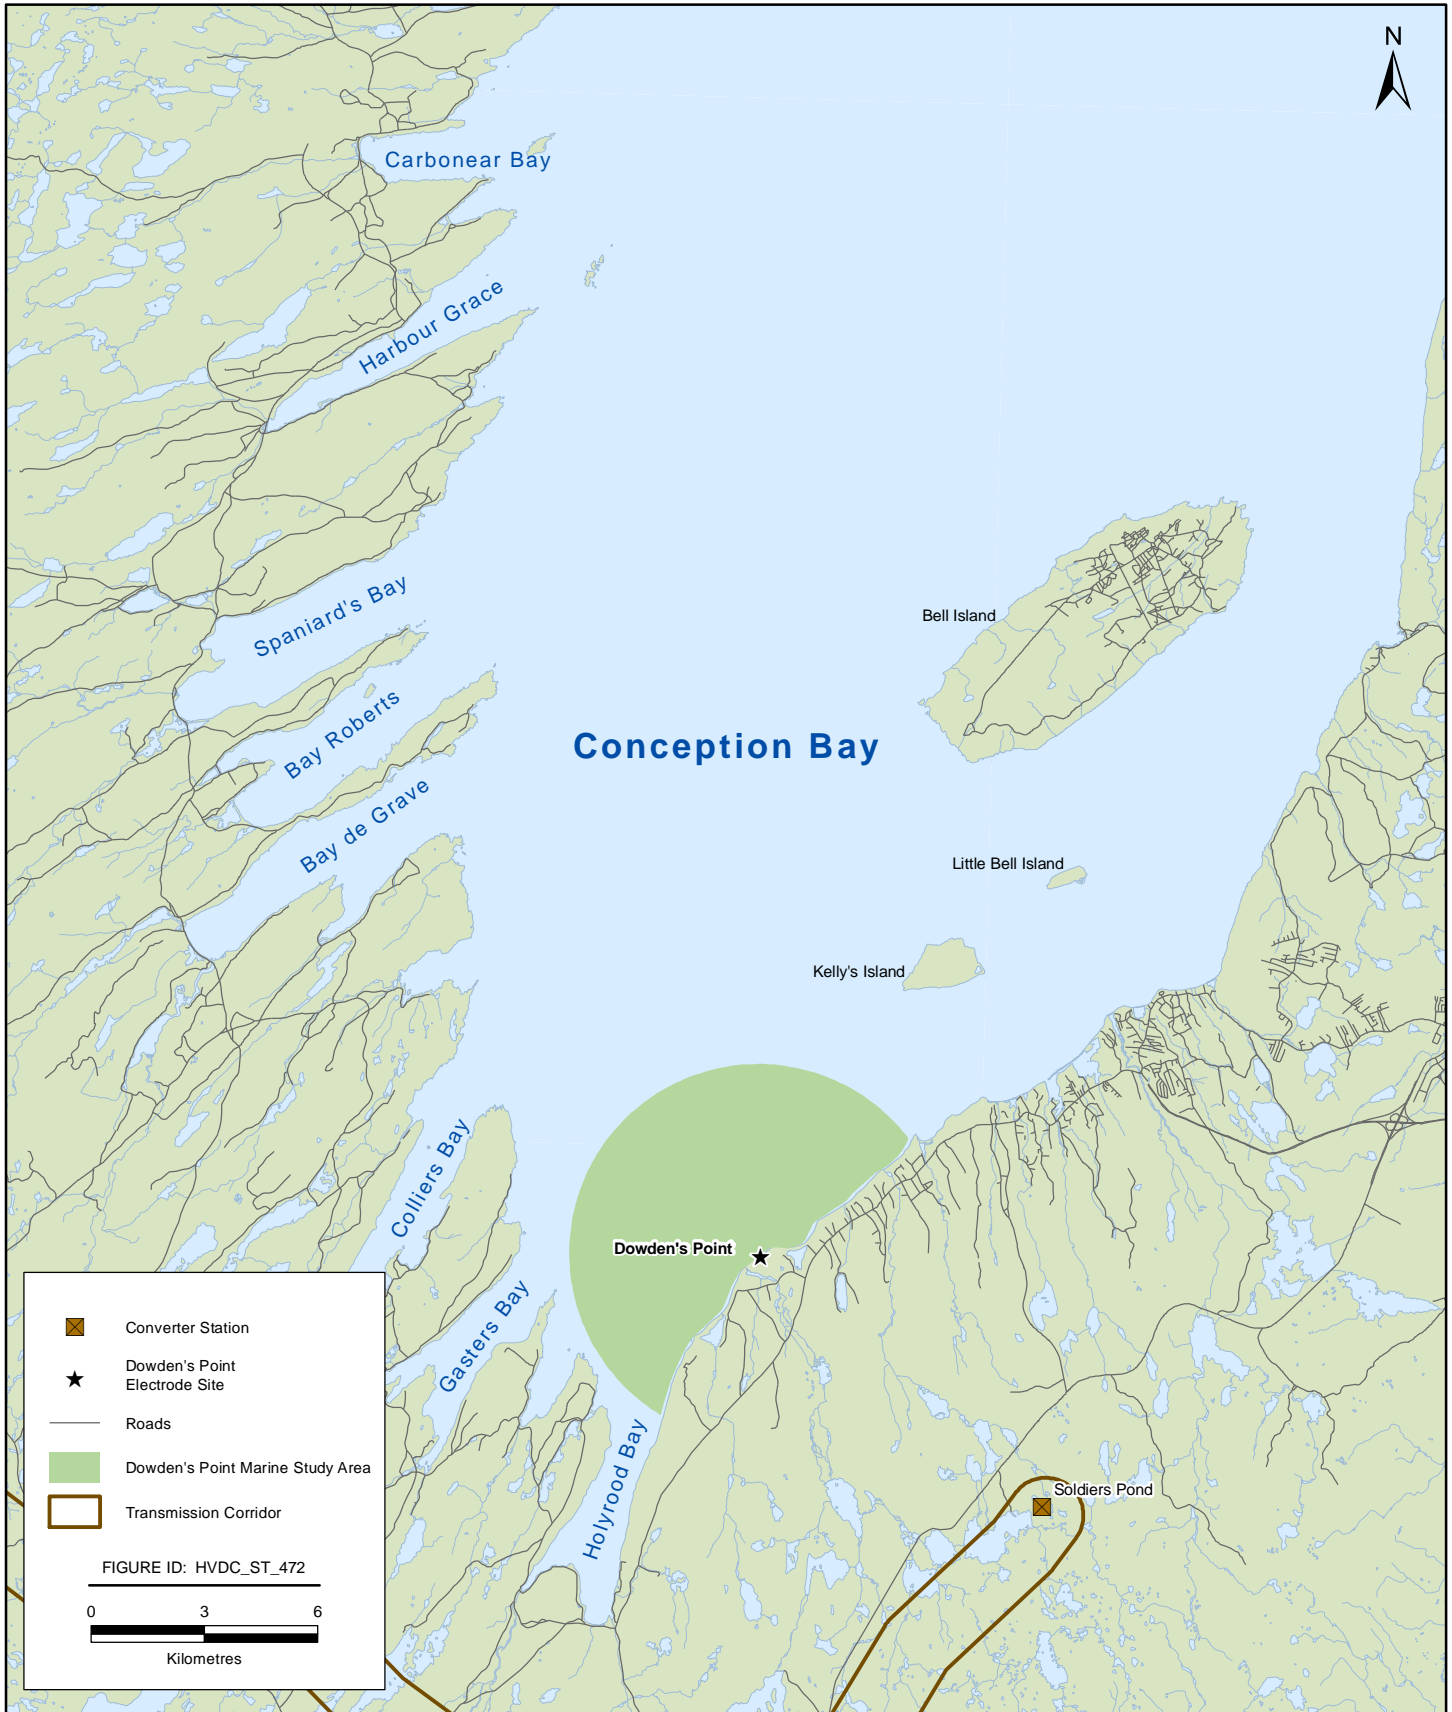 N
Carbonear Bay
Harbour Grace
Spaniard's Bay
Bell Island
Bay Roberts
Conception Bay
Bay de Grave
Little Bell Island
Kelly's Island
Colliers Bay
Dowden's Point
Gasters Bay
Holyrood Bay
Soldiers Pond
Converter Station
Dowden's Point
Electrode Site
Roads
Dowden's Point Marine Study Area
Transmission Corridor
FIGURE ID: HVDC_ST_472
0 3 6
Kilometres